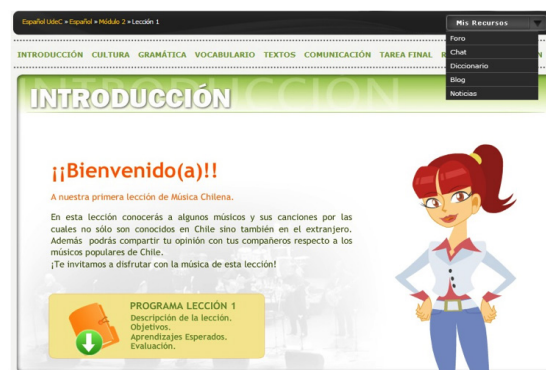 Español UdeC » Español » Módulo 2 » Lección 1
Mis Recursos
Foro
Chat
Diccionario
Blog
Noticias
INTRODUCCIÓN CULTURA GRAMÁTICA VOCABULARIO TEXTOS COMUNICACIÓN TAREA FINAL
INTRODUCCIÓN
¡¡Bienvenido(a)!!
A nuestra primera lección de Música Chilena.
En esta lección conocerás a algunos músicos y sus canciones por las
cuales no sólo son conocidos en Chile sino también en el extranjero.
Además podrás compartir tu opinión con tus compañeros respecto a los
músicos populares de Chile.
¡Te invitamos a disfrutar con la música de esta lección!
PROGRAMA LECCIÓN 1
Descripción de la lección.
Objetivos.
Aprendizajes Esperados.
Evaluación.